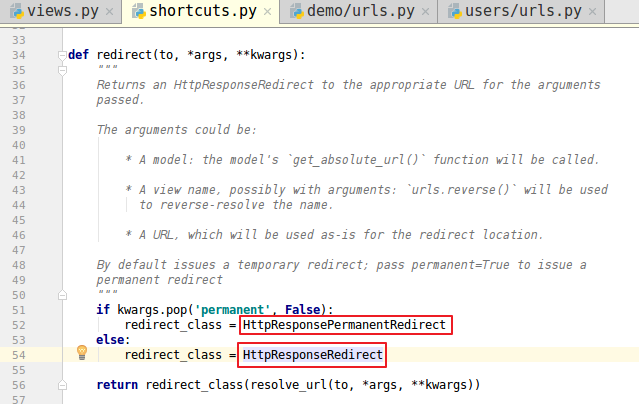 views.py shortcuts.py demo/urls.py users/urls.py
33
34 def redirect(to, *args, **kwargs):
35 """
36 Returns an HttpResponseRedirect to the appropriate URL for the arguments
37 passed.
38
39 The arguments could be:
40
41 * A model: the model's `get_absolute_url()` function will be called.
42
43 * A view name, possibly with arguments: `urls.reverse()` will be used
44 to reverse-resolve the name.
45
46 * A URL, which will be used as-is for the redirect location.
47
48 By default issues a temporary redirect; pass permanent=True to issue a
49 permanent redirect
50 """
51 if kwargs.pop('permanent', False):
52 redirect_class = HttpResponsePermanentRedirect
53 else:
54 redirect_class = HttpResponseRedirect
55
56 return redirect_class(resolve_url(to, *args, **kwargs))
57